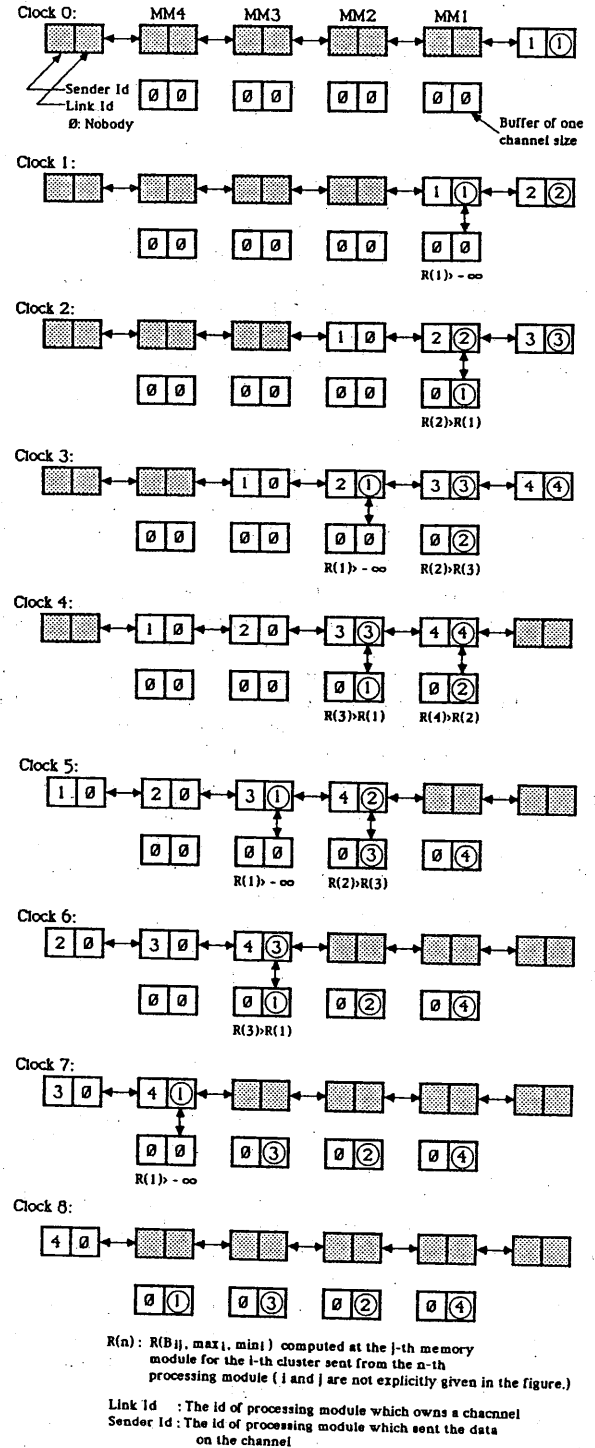 Clock 0: MM4 MM3 MM2 MM1
1 ①
Sender Id
Link Id
Ø: Nobody
Ø Ø Ø Ø Ø Ø Ø Ø
Buffer of one
channel size
Clock 1:
1 ① 2 ②
Ø Ø Ø Ø Ø Ø Ø Ø
R(1)> - ∞
Clock 2:
1 Ø 2 ② 3 ③
Ø Ø Ø Ø Ø Ø Ø ①
R(2)>R(1)
Clock 3:
1 Ø 2 ① 3 ③ 4 ④
Ø Ø Ø Ø Ø Ø Ø ②
R(1)> - ∞ R(2)>R(3)
Clock 4:
1 Ø 2 Ø 3 ③ 4 ④
Ø Ø Ø Ø Ø ① Ø ②
R(3)>R(1) R(4)>R(2)
Clock 5:
1 Ø 2 Ø 3 ① 4 ②
Ø Ø Ø Ø Ø ③ Ø ④
R(1)> - ∞ R(2)>R(3)
Clock 6:
2 Ø 3 Ø 4 ③
Ø Ø Ø ① Ø ② Ø ④
R(3)>R(1)
Clock 7:
3 Ø 4 ①
Ø Ø Ø ③ Ø ② Ø ④
R(1)> - ∞
Clock 8:
4 Ø
Ø ① Ø ③ Ø ② Ø ④
R(n) : R(Bij, maxi, mini) computed at the j-th memory
module for the i-th cluster sent from the n-th
processing module ( i and j are not explicitly given in the figure.)
Link Id : The id of processing module which owns a chacnnel
Sender Id : The id of processing module which sent the data
on the channel